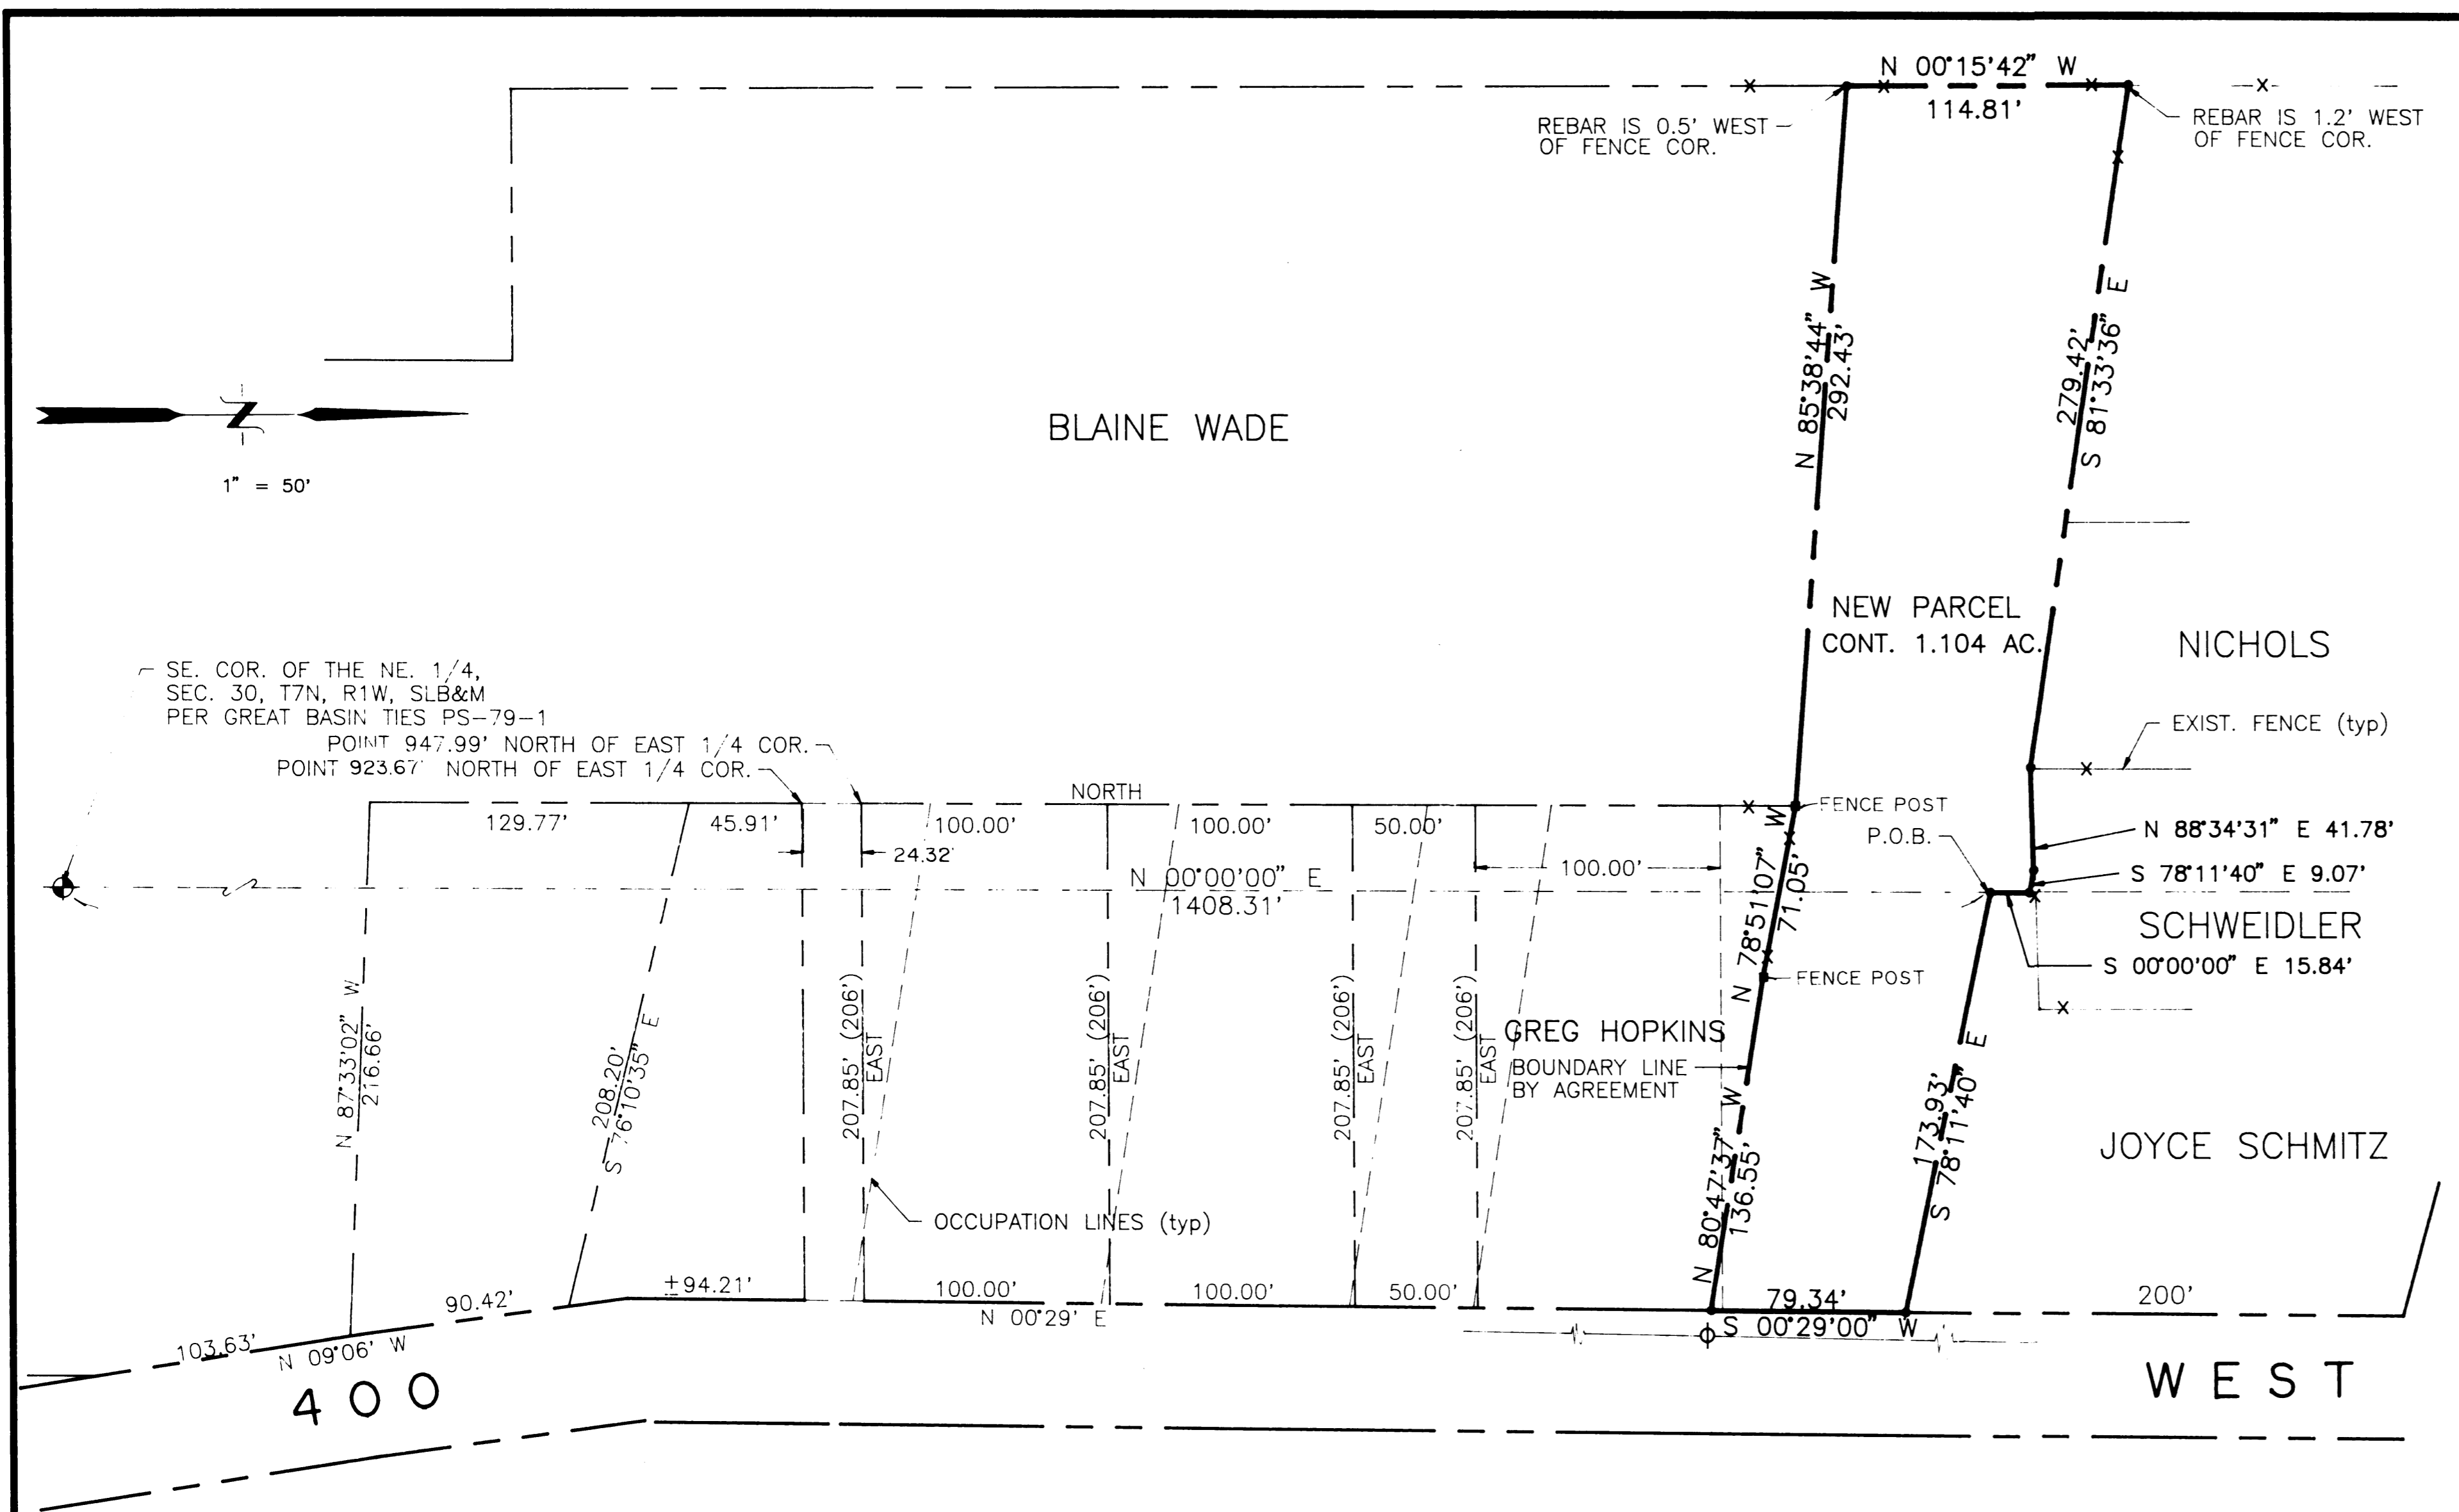 N 00°15'42" W
114.81'
REBAR IS 0.5' WEST
OF FENCE COR.
REBAR IS 1.2' WEST
OF FENCE COR.
N 85°38'44" W
292.43'
279.42'
S 81°33'36" E
BLAINE WADE
N
1" = 50'
NEW PARCEL
CONT. 1.104 AC.
NICHOLS
SE. COR. OF THE NE. 1/4,
SEC. 30, T7N, R1W, SLB&M
PER GREAT BASIN TIES PS-79-1
POINT 947.99' NORTH OF EAST 1/4 COR.
POINT 923.67' NORTH OF EAST 1/4 COR.
EXIST. FENCE (typ)
NORTH
FENCE POST
P.O.B.
129.77'
45.91'
100.00'
100.00'
50.00'
24.32'
100.00'
N 88°34'31" E 41.78'
S 78°11'40" E 9.07'
N 00°00'00" E
1408.31'
SCHWEIDLER
S 00°00'00" E 15.84'
N 78°51'07" W
71.05'
FENCE POST
N 87°33'02" W
216.66'
208.20'
S 76°10'35" E
207.85' (206')
EAST
207.85' (206')
EAST
207.85' (206')
EAST
207.85' (206')
EAST
GREG HOPKINS
BOUNDARY LINE
BY AGREEMENT
N 80°47'37" W
136.55'
173.93'
S 78°11'40" E
JOYCE SCHMITZ
OCCUPATION LINES (typ)
103.63'
90.42'
N 09°06' W
±94.21'
100.00'
N 00°29' E
100.00'
50.00'
79.34'
S 00°29'00" W
200'
400 WEST